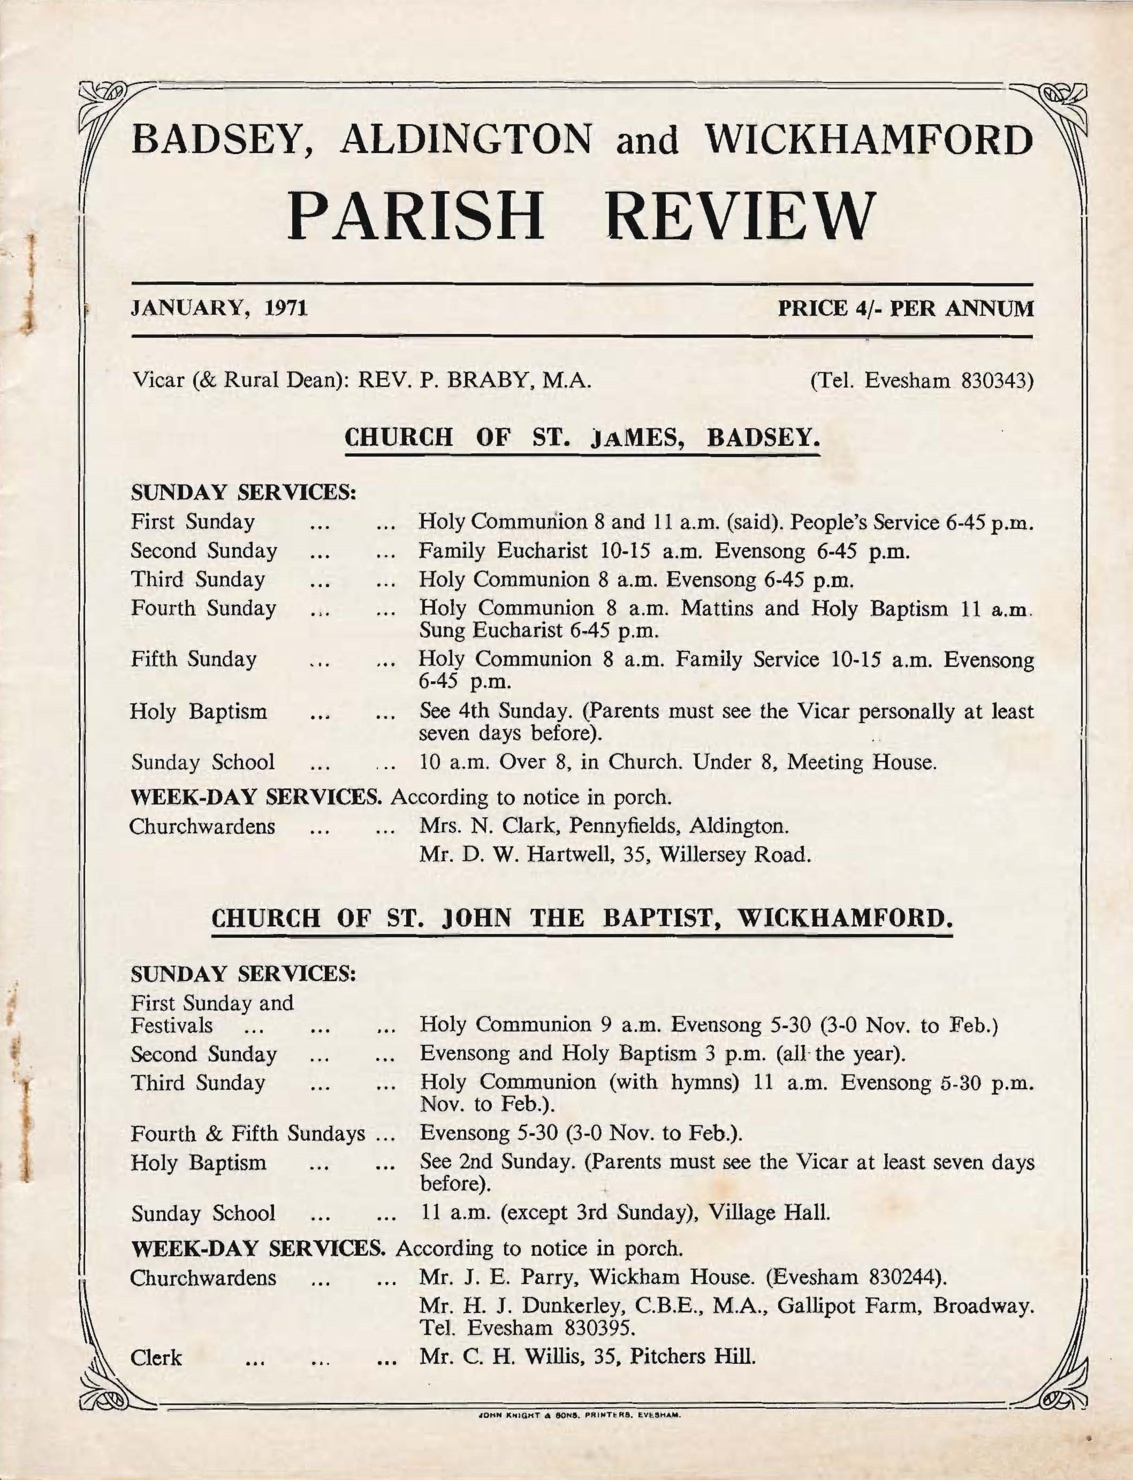 BADSEY, ALDINGTON and WICKHAMFORD
PARISH REVIEW
JANUARY, 1971 PRICE 4/- PER ANNUM
Vicar (& Rural Dean): REV. P. BRABY, M.A. (Tel. Evesham 830343)
CHURCH OF ST. JAMES, BADSEY.
SUNDAY SERVICES:
First Sunday ... ... Holy Communion 8 and 11 a.m. (said). People's Service 6-45 p.m.
Second Sunday ... ... Family Eucharist 10-15 a.m. Evensong 6-45 p.m.
Third Sunday ... ... Holy Communion 8 a.m. Evensong 6-45 p.m.
Fourth Sunday ... ... Holy Communion 8 a.m. Mattins and Holy Baptism 11 a.m.
Sung Eucharist 6-45 p.m.
Fifth Sunday ... ... Holy Communion 8 a.m. Family Service 10-15 a.m. Evensong
6-45 p.m.
Holy Baptism ... ... See 4th Sunday. (Parents must see the Vicar personally at least
seven days before).
Sunday School ... ... 10 a.m. Over 8, in Church. Under 8, Meeting House.
WEEK-DAY SERVICES. According to notice in porch.
Churchwardens ... ... Mrs. N. Clark, Pennyfields, Aldington.
Mr. D. W. Hartwell, 35, Willersey Road.
CHURCH OF ST. JOHN THE BAPTIST, WICKHAMFORD.
SUNDAY SERVICES:
First Sunday and
Festivals ... ... ... Holy Communion 9 a.m. Evensong 5-30 (3-0 Nov. to Feb.)
Second Sunday ... ... Evensong and Holy Baptism 3 p.m. (all the year).
Third Sunday ... ... Holy Communion (with hymns) 11 a.m. Evensong 5-30 p.m.
Nov. to Feb.).
Fourth & Fifth Sundays ... Evensong 5-30 (3-0 Nov. to Feb.).
Holy Baptism ... ... See 2nd Sunday. (Parents must see the Vicar at least seven days
before).
Sunday School ... ... 11 a.m. (except 3rd Sunday), Village Hall.
WEEK-DAY SERVICES. According to notice in porch.
Churchwardens ... ... Mr. J. E. Parry, Wickham House. (Evesham 830244).
Mr. H. J. Dunkerley, C.B.E., M.A., Gallipot Farm, Broadway.
Tel. Evesham 830395.
Clerk ... ... ... Mr. C. H. Willis, 35, Pitchers Hill.
JOHN KNIGHT & SONS, PRINTERS, EVESHAM.